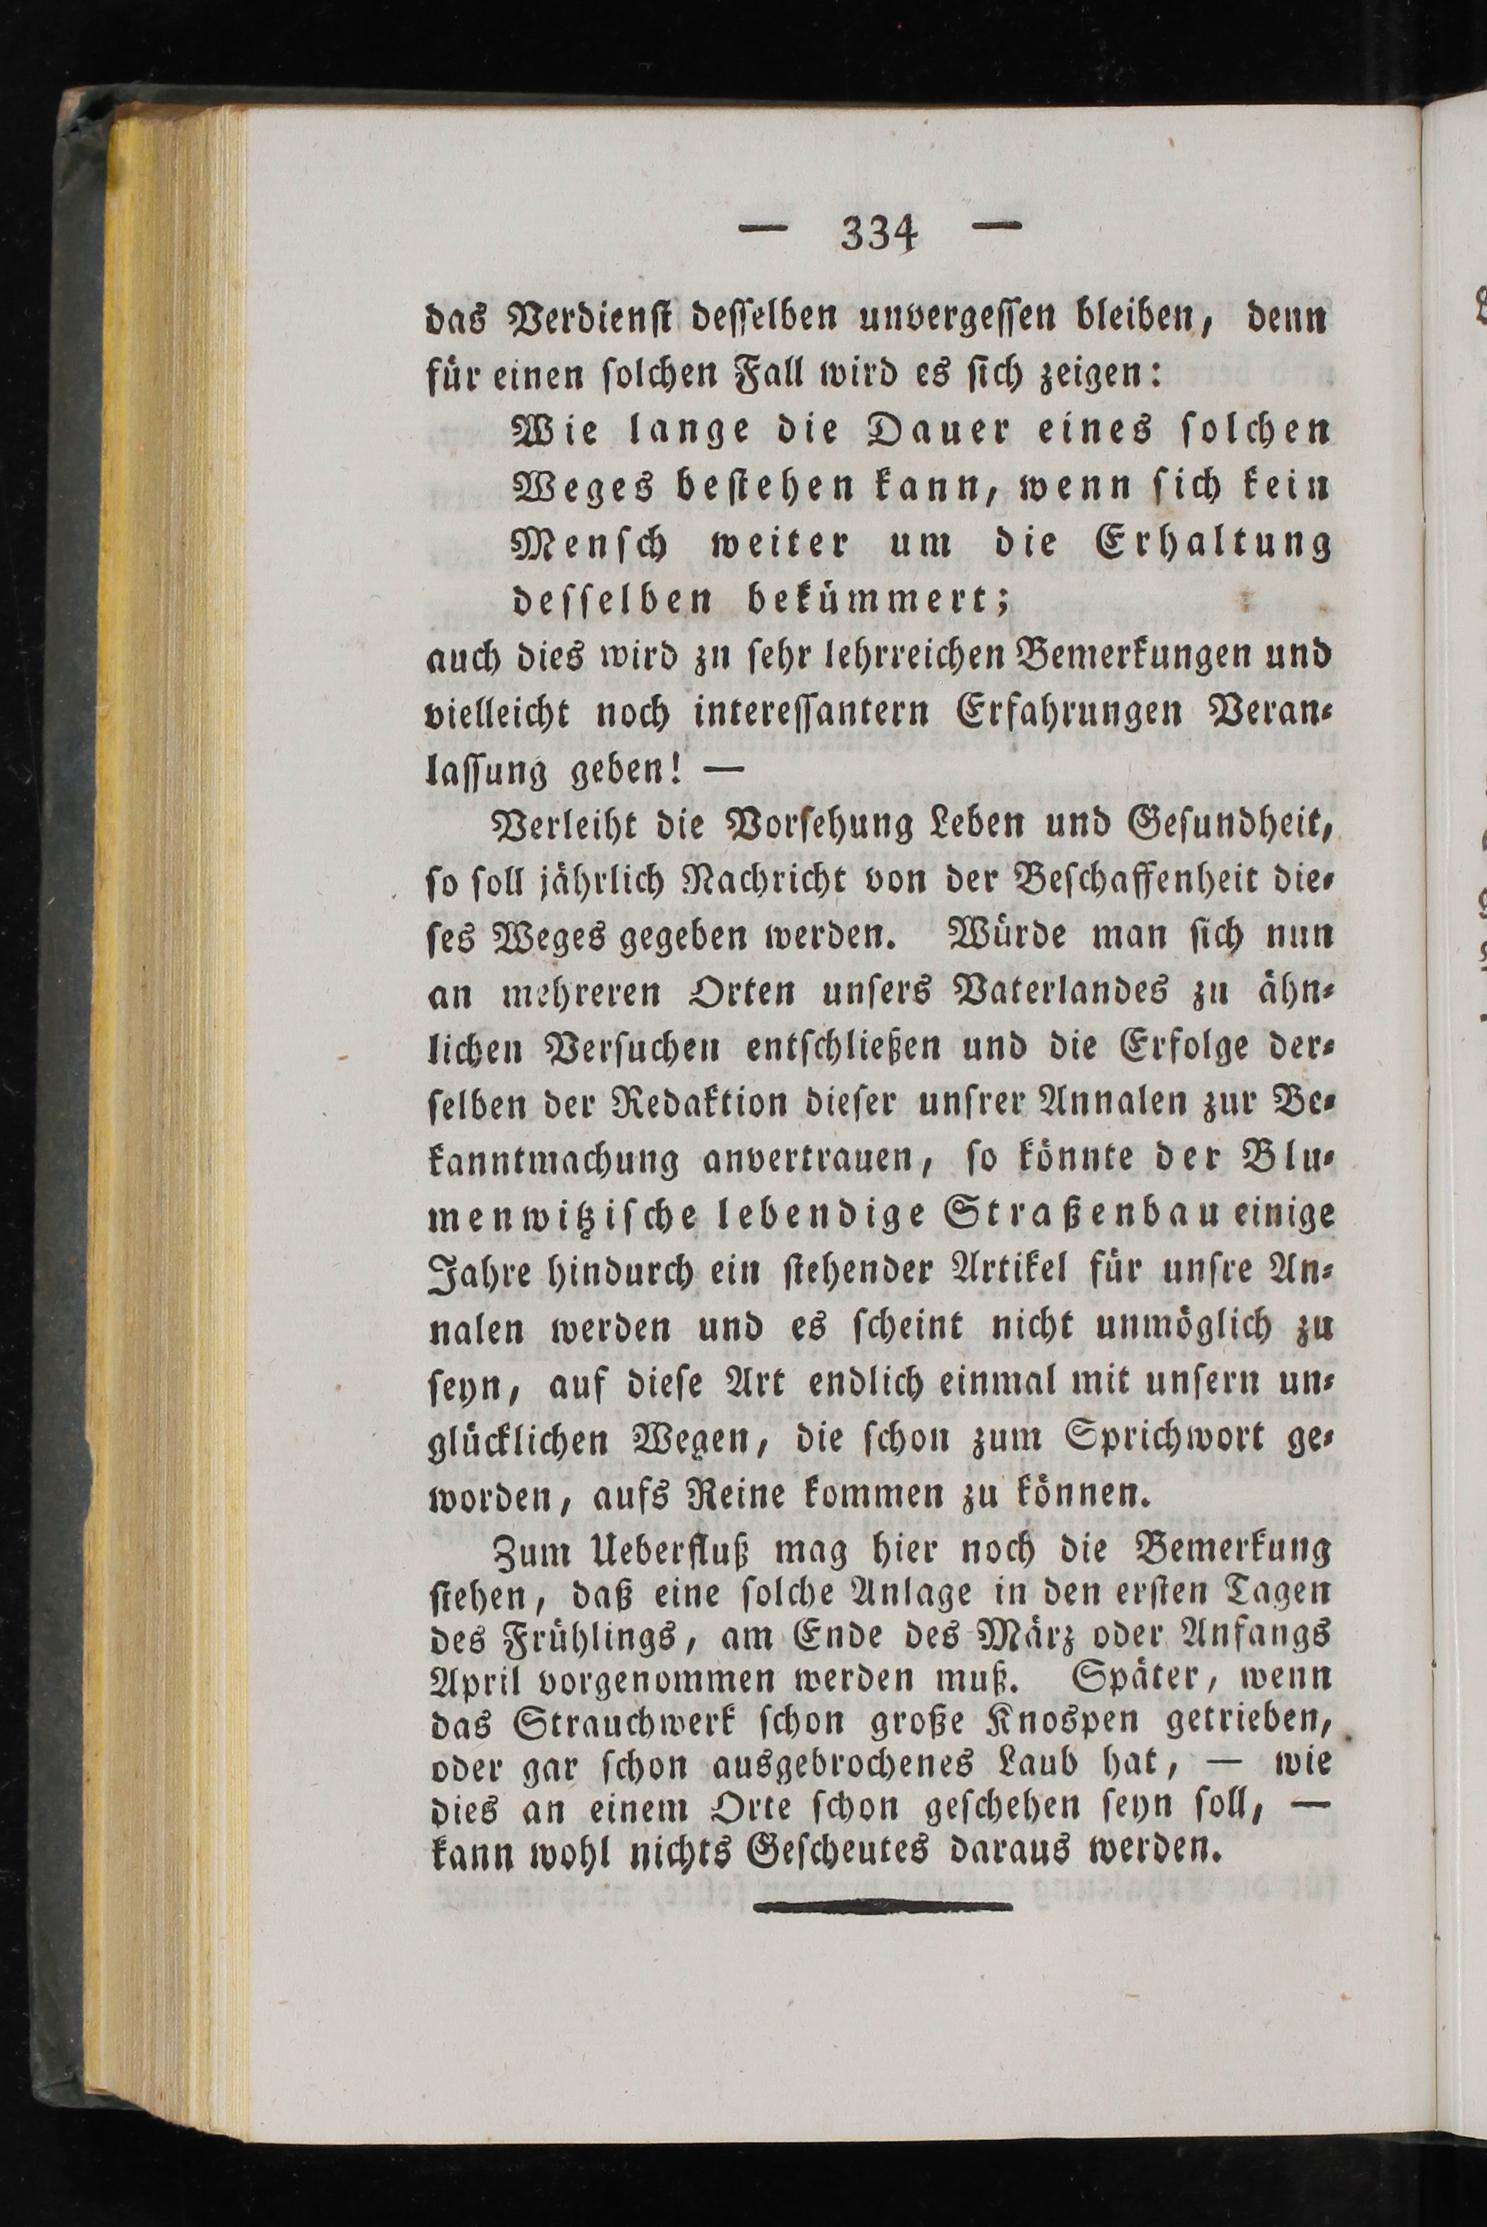 — 334 —
das Verdienst desselben unvergessen bleiben, denn
für einen solchen Fall wird es sich zeigen:
Wie lange die Dauer eines solchen
Weges bestehen kann, wenn sich kein
Mensch weiter um die Erhaltung
desselben bekümmert;
auch dies wird zu sehr lehrreichen Bemerkungen und
vielleicht noch interessantern Erfahrungen Veran-
lassung geben! —
Verleiht die Vorsehung Leben und Gesundheit,
so soll jährlich Nachricht von der Beschaffenheit die-
ses Weges gegeben werden. Würde man sich nun
an mehreren Orten unsers Vaterlandes zu ähn-
lichen Versuchen entschließen und die Erfolge der-
selben der Redaktion dieser unsrer Annalen zur Be-
kanntmachung anvertrauen, so könnte der Blu-
menwitzische lebendige Straßenbau einige
Jahre hindurch ein stehender Artikel für unsre An-
nalen werden und es scheint nicht unmöglich zu
seyn, auf diese Art endlich einmal mit unsern un-
glücklichen Wegen, die schon zum Sprichwort ge-
worden, aufs Reine kommen zu können.
Zum Ueberfluß mag hier noch die Bemerkung
stehen, daß eine solche Anlage in den ersten Tagen
des Frühlings, am Ende des März oder Anfangs
April vorgenommen werden muß. Später, wenn
das Strauchwerk schon große Knospen getrieben,
oder gar schon ausgebrochenes Laub hat, — wie
dies an einem Orte schon geschehen seyn soll, —
kann wohl nichts Gescheutes daraus werden.